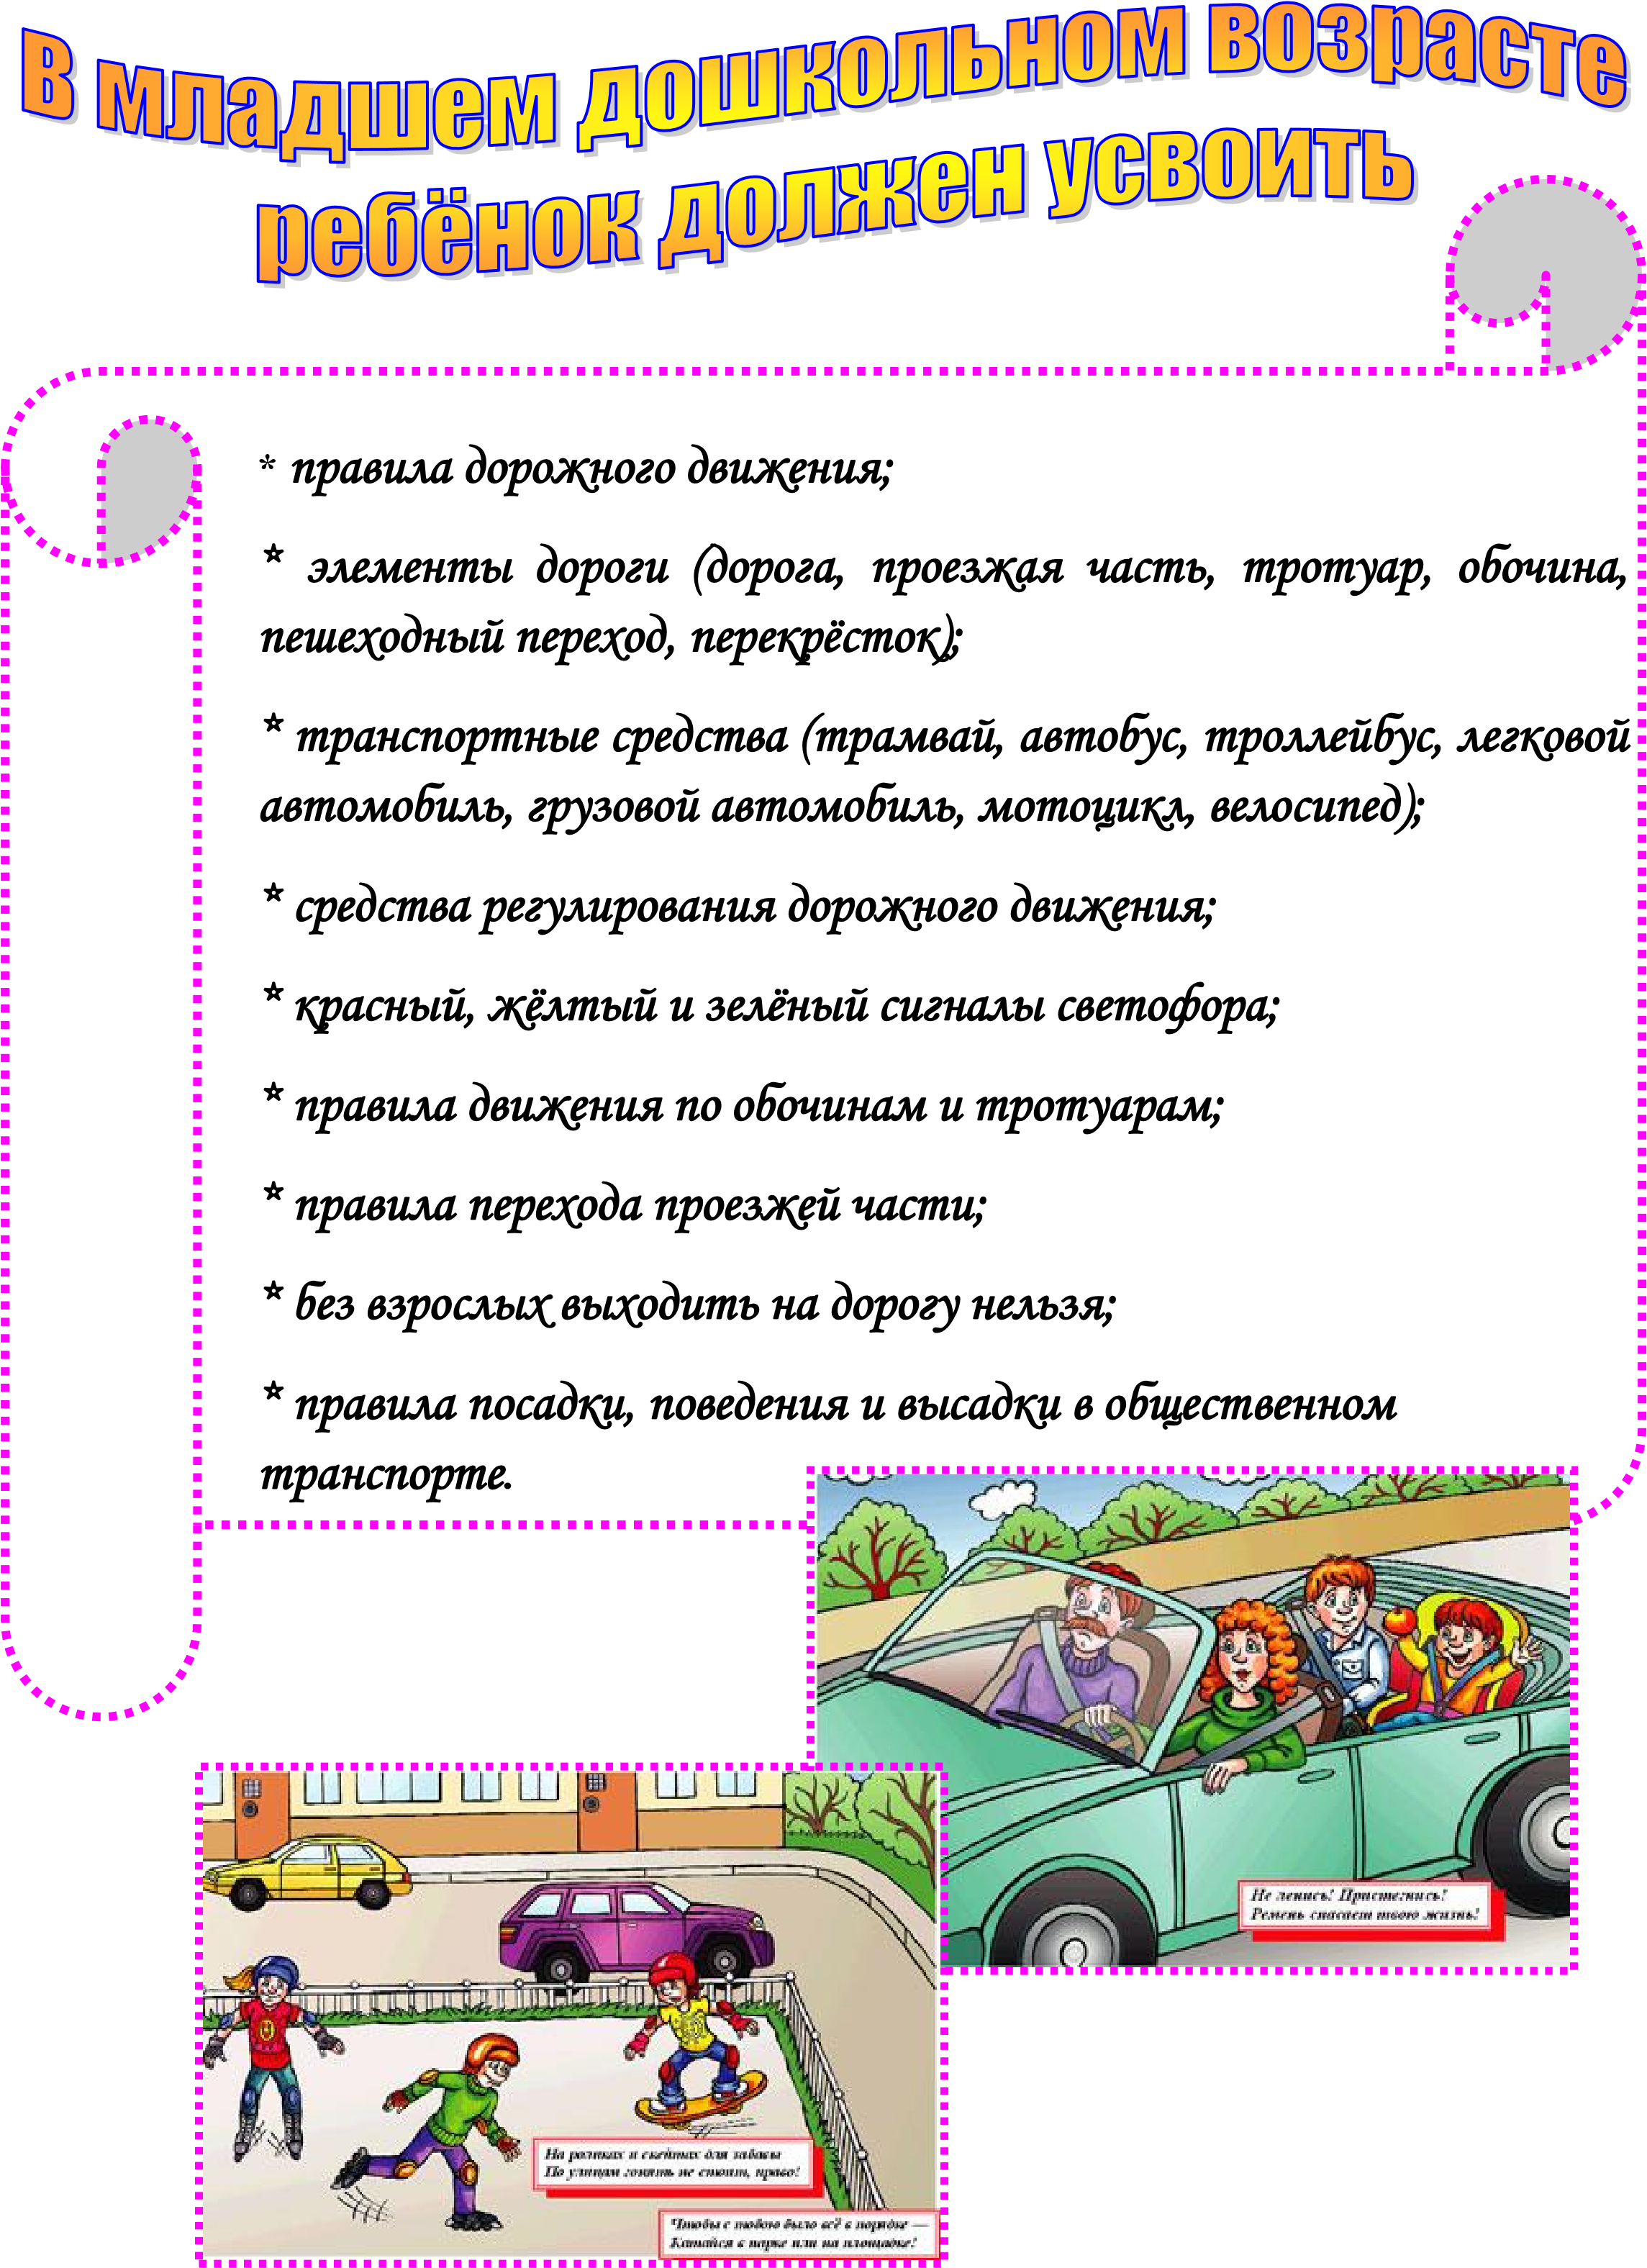 В младшем дошкольном возрасте
ребёнок должен усвоить
* правила дорожного движения;
* элементы дороги (дорога, проезжая часть, тротуар, обочина,
пешеходный переход, перекрёсток);
* транспортные средства (трамвай, автобус, троллейбус, легковой
автомобиль, грузовой автомобиль, мотоцикл, велосипед);
* средства регулирования дорожного движения;
* красный, жёлтый и зелёный сигналы светофора;
* правила движения по обочинам и тротуарам;
* правила перехода проезжей части;
* без взрослых выходить на дорогу нельзя;
* правила посадки, поведения и высадки в общественном
транспорте.
Не ленись! Пристегнись!
Ремень спасает твою жизнь!
На роликах и скейтах для забавы
По улицам гонять не стоит, право!
Чтобы с тобою было всё в порядке —
Катайся в парке или на площадке!